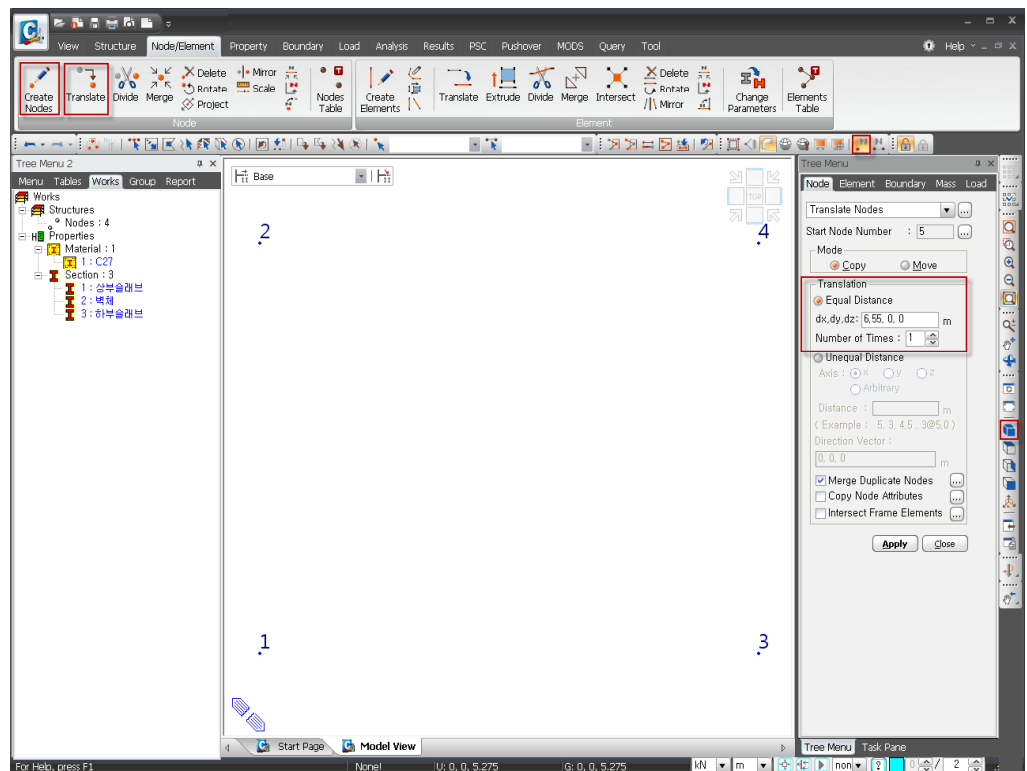 View Structure Node/Element Property Boundary Load Analysis Results PSC Pushover MODS Query Tool Help
Create Nodes Translate Divide Merge Delete Rotate Project Mirror Scale Nodes Table Create Elements Translate Extrude Divide Merge Intersect Delete Rotate Mirror Change Parameters Elements Table
Node Element
Tree Menu 2
Menu Tables Works Group Report
Works
Structures
Nodes : 4
Properties
Material : 1
1 : C27
Section : 3
1 : 상부슬래브
2 : 벽체
3 : 하부슬래브
Base
TOP
2
4
1
3
Start Page Model View
Tree Menu
Node Element Boundary Mass Load
Translate Nodes
Start Node Number : 5
Mode
Copy Move
Translation
Equal Distance
dx,dy,dz: 6,55, 0, 0 m
Number of Times : 1
Unequal Distance
Axis : x y z
Arbitrary
Distance : m
( Example : 5, 3, 4,5 , 3@5,0 )
Direction Vector :
0, 0, 0 m
Merge Duplicate Nodes
Copy Node Attributes
Intersect Frame Elements
Apply Close
Tree Menu Task Pane
For Help, press F1 None! U: 0, 0, 5.275 G: 0, 0, 5.275 kN m non ? 0 / 2